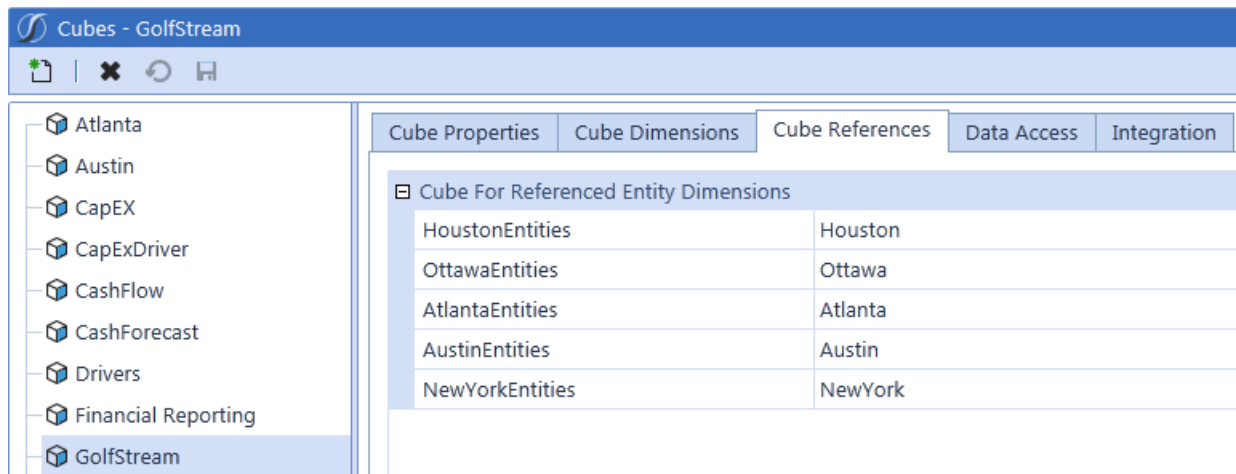 Cubes - GolfStream
Atlanta
Austin
CapEX
CapExDriver
CashFlow
CashForecast
Drivers
Financial Reporting
GolfStream
Cube Properties Cube Dimensions Cube References Data Access Integration
Cube For Referenced Entity Dimensions
HoustonEntities Houston
OttawaEntities Ottawa
AtlantaEntities Atlanta
AustinEntities Austin
NewYorkEntities NewYork